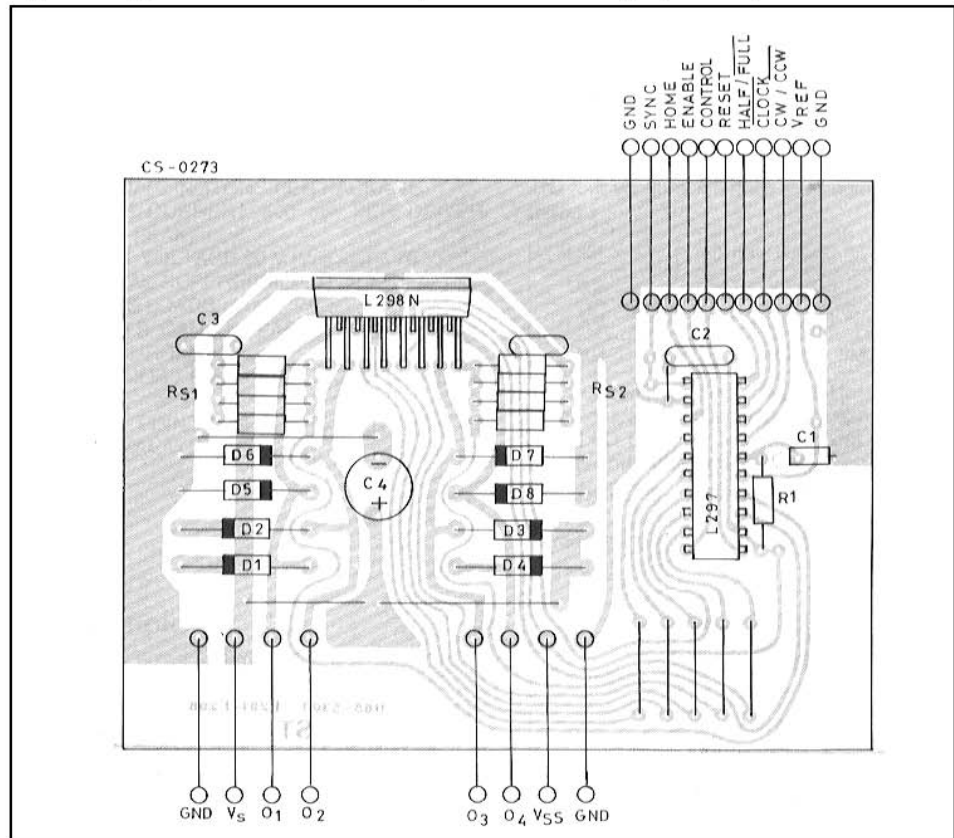 GND
SYNC
HOME
ENABLE
CONTROL
RESET
HALF/FULL
CLOCK
CW / CCW
VREF
GND
CS-0273
L298N
C3
C2
RS1
RS2
D6
D7
C1
C4
D5
D8
R1
L297
D2
D3
D1
D4
- +
GND VS O1 O2 O3 O4 VSS GND